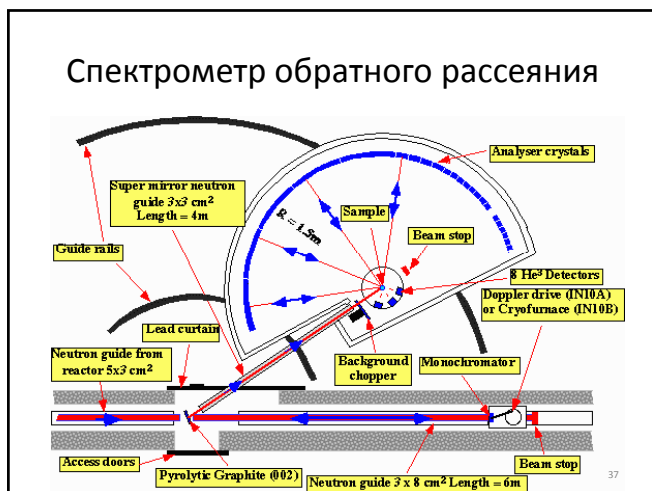 Спектрометр обратного рассеяния
Analyser crystals
Super mirror neutron
guide 3x3 cm²
Length = 4m
Sample
R = 1.5m
Beam stop
Guide rails
8 He³ Detectors
Doppler drive (IN10A)
or Cryofurnace (IN10B)
Lead curtain
Neutron guide from
reactor 5x3 cm²
Background
chopper
Monochromator
Access doors
Pyrolytic Graphite (002)
Neutron guide 3 x 8 cm² Length = 6m
Beam stop
37